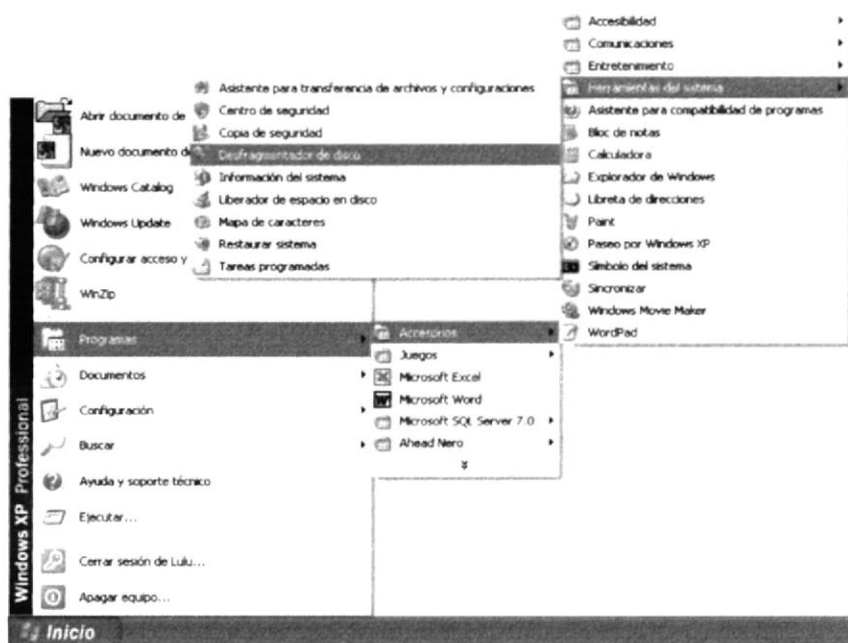 Accesibilidad
Comunicaciones
Entretenimiento
Herramientas del sistema
Asistente para compatibilidad de programas
Bloc de notas
Calculadora
Explorador de Windows
Libreta de direcciones
Paint
Paseo por Windows XP
Símbolo del sistema
Sincronizar
Windows Movie Maker
WordPad
Asistente para transferencia de archivos y configuraciones
Centro de seguridad
Copia de seguridad
Desfragmentador de disco
Información del sistema
Liberador de espacio en disco
Mapa de caracteres
Restaurar sistema
Tareas programadas
Abrir documento de
Nuevo documento d
Windows Catalog
Windows Update
Configurar acceso y
WinZip
Programas
Documentos
Configuración
Buscar
Ayuda y soporte técnico
Ejecutar...
Cerrar sesión de Lulu...
Apagar equipo...
Accesorios
Juegos
Microsoft Excel
Microsoft Word
Microsoft SQL Server 7.0
Ahead Nero
Windows XP Professional
Inicio